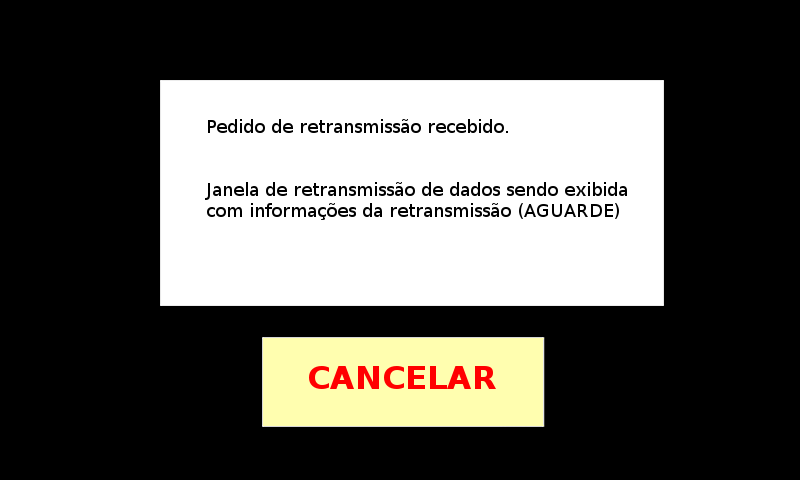 Pedido de retransmissão recebido.
Janela de retransmissão de dados sendo exibida
com informações da retransmissão (AGUARDE)
CANCELAR